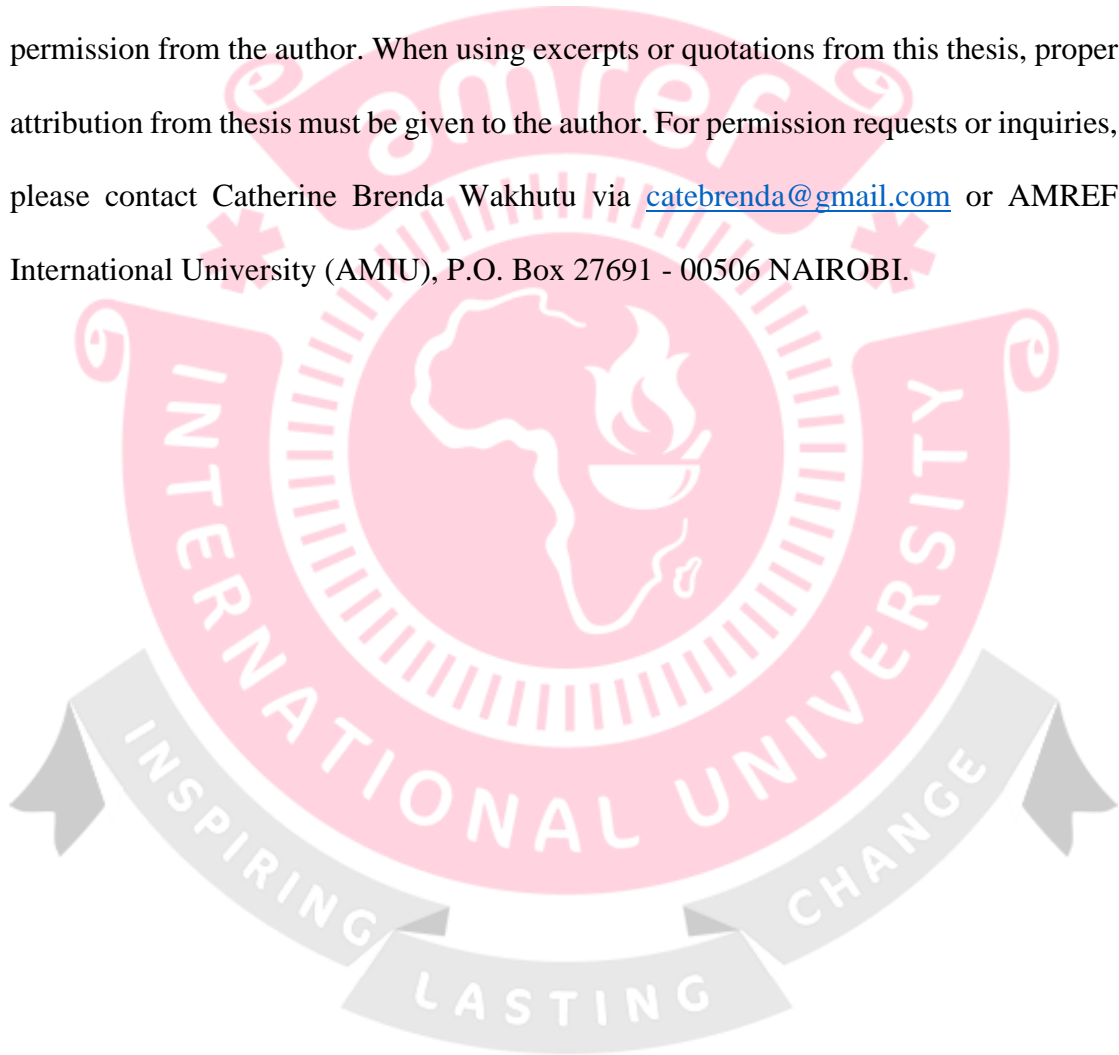 permission from the author. When using excerpts or quotations from this thesis, proper
attribution from thesis must be given to the author. For permission requests or inquiries,
please contact Catherine Brenda Wakhutu via catebrenda@gmail.com or AMREF
International University (AMIU), P.O. Box 27691 - 00506 NAIROBI.
amref
INTERNATIONAL UNIVERSITY
INSPIRING
LASTING
CHANGE